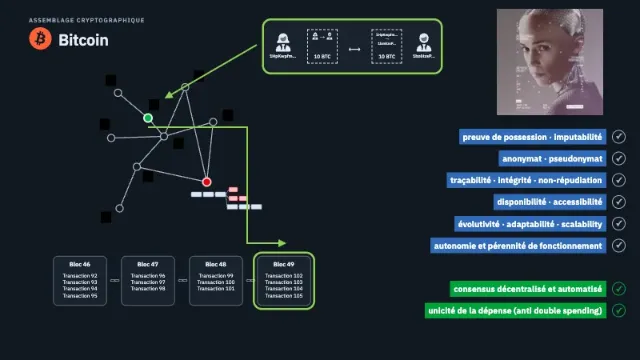 ASSEMBLAGE CRYPTOGRAPHIQUE
Bitcoin
10 BTC
10 BTC
preuve de possession · imputabilité
anonymat · pseudonymat
traçabilité · intégrité · non-répudiation
disponibilité · accessibilité
évolutivité · adaptabilité · scalability
autonomie et pérennité de fonctionnement
consensus décentralisé et automatisé
unicité de la dépense (anti double spending)
Bloc 46
Transaction 92
Transaction 93
Transaction 94
Transaction 95
Bloc 47
Transaction 96
Transaction 97
Transaction 98
Bloc 48
Transaction 99
Transaction 100
Transaction 101
Bloc 49
Transaction 102
Transaction 103
Transaction 104
Transaction 105